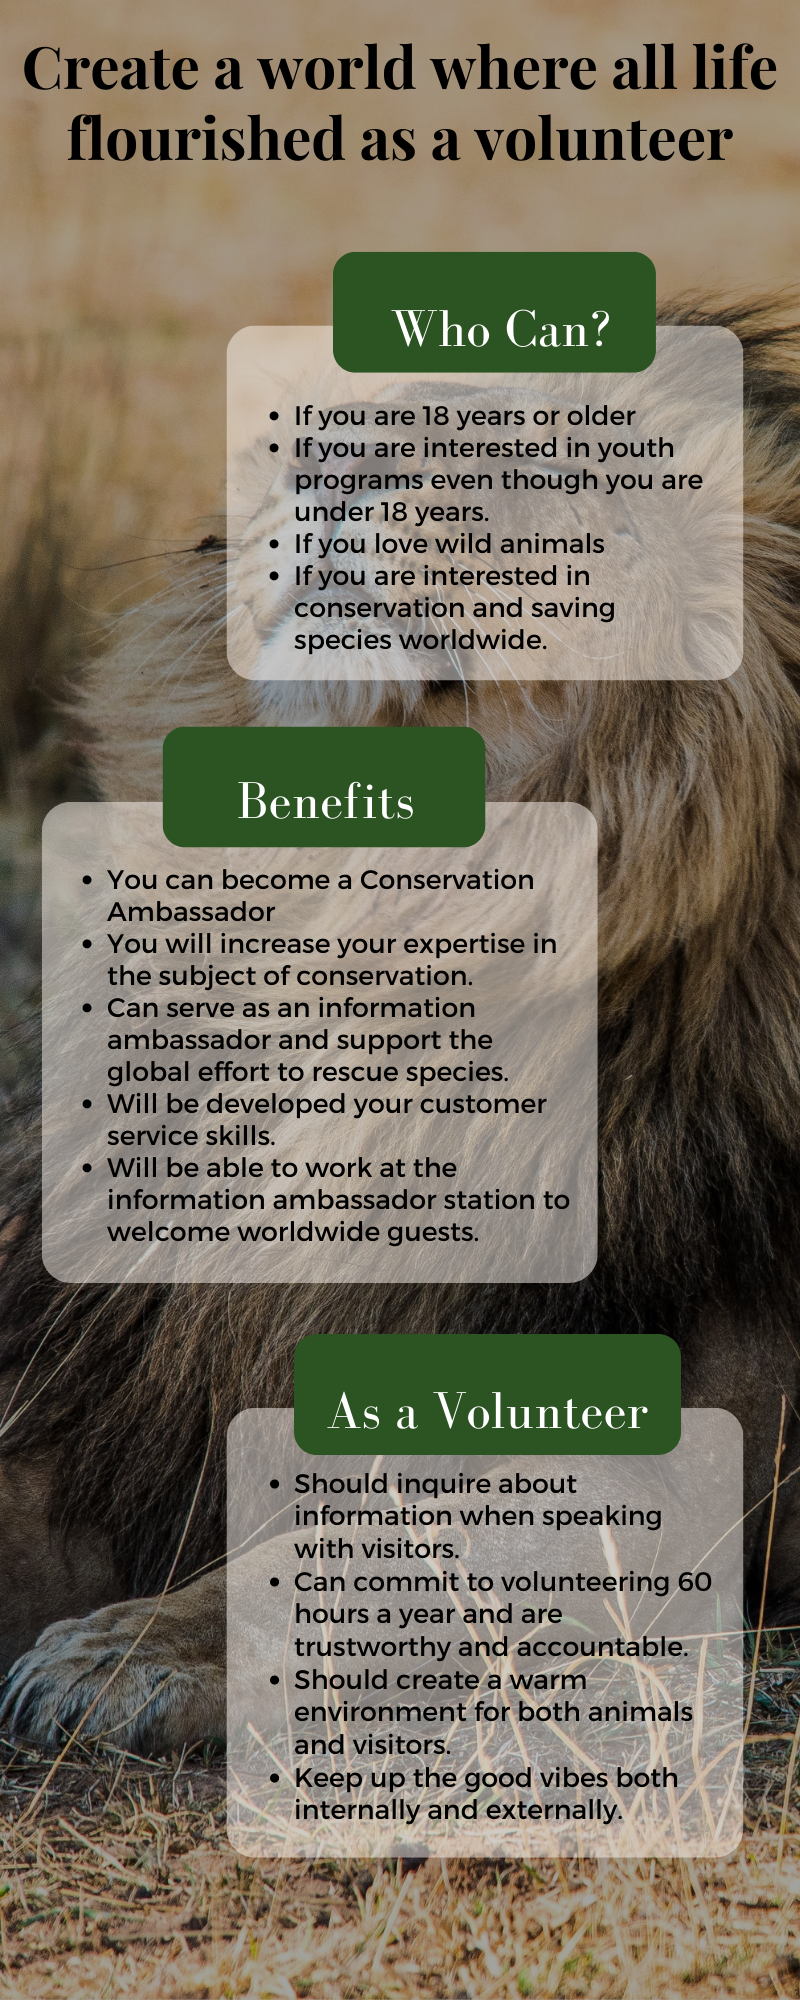 Create a world where all life
flourished as a volunteer
Who Can?
• If you are 18 years or older
• If you are interested in youth
programs even though you are
under 18 years.
• If you love wild animals
• If you are interested in
conservation and saving
species worldwide.
Benefits
• You can become a Conservation
Ambassador
• You will increase your expertise in
the subject of conservation.
• Can serve as an information
ambassador and support the
global effort to rescue species.
• Will be developed your customer
service skills.
• Will be able to work at the
information ambassador station to
welcome worldwide guests.
As a Volunteer
• Should inquire about
information when speaking
with visitors.
• Can commit to volunteering 60
hours a year and are
trustworthy and accountable.
• Should create a warm
environment for both animals
and visitors.
• Keep up the good vibes both
internally and externally.